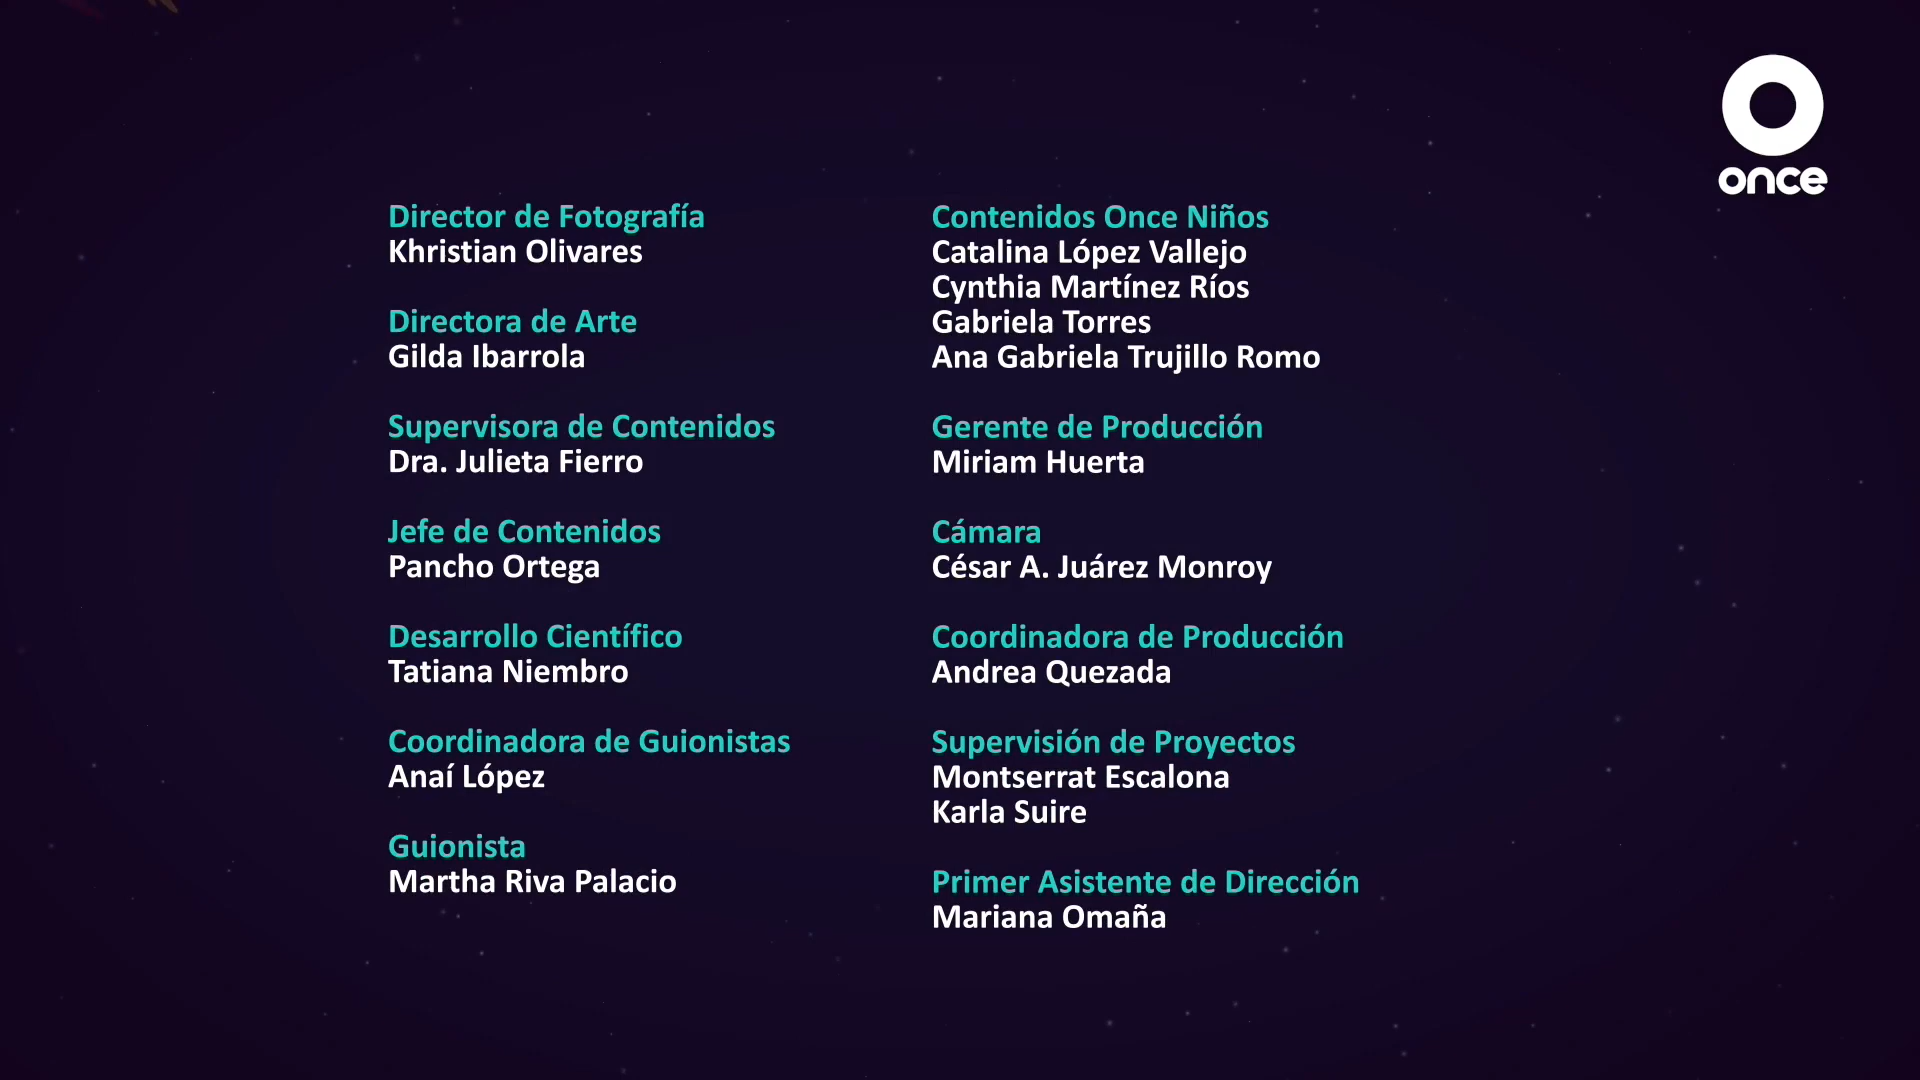 Director de Fotografía
Khristian Olivares
Directora de Arte
Gilda Ibarrola
Supervisora de Contenidos
Dra. Julieta Fierro
Jefe de Contenidos
Pancho Ortega
Desarrollo Científico
Tatiana Niembro
Coordinadora de Guionistas
Anaí López
Guionista
Martha Riva Palacio
Contenidos Once Niños
Catalina López Vallejo
Cynthia Martínez Ríos
Gabriela Torres
Ana Gabriela Trujillo Romo
Gerente de Producción
Miriam Huerta
Cámara
César A. Juárez Monroy
Coordinadora de Producción
Andrea Quezada
Supervisión de Proyectos
Montserrat Escalona
Karla Suire
Primer Asistente de Dirección
Mariana Omaña
once